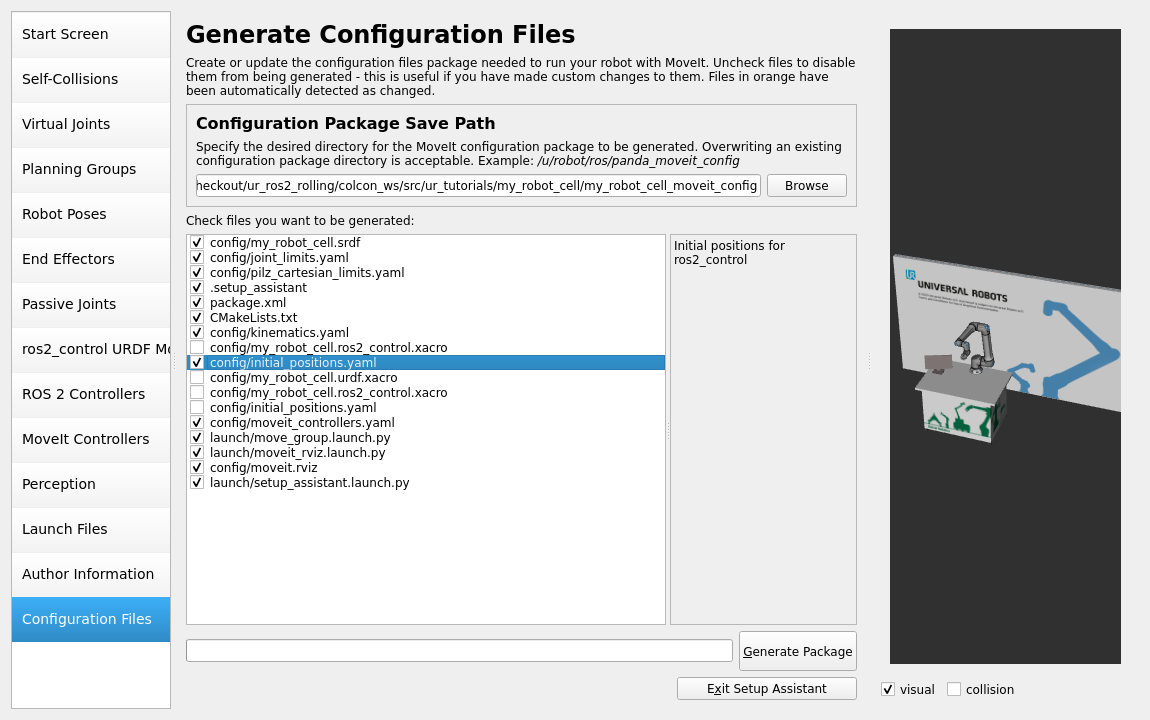 Start Screen
Self-Collisions
Virtual Joints
Planning Groups
Robot Poses
End Effectors
Passive Joints
ros2_control URDF Mo
ROS 2 Controllers
MoveIt Controllers
Perception
Launch Files
Author Information
Configuration Files
Generate Configuration Files
Create or update the configuration files package needed to run your robot with MoveIt. Uncheck files to disable
them from being generated - this is useful if you have made custom changes to them. Files in orange have
been automatically detected as changed.
Configuration Package Save Path
Specify the desired directory for the MoveIt configuration package to be generated. Overwriting an existing
configuration package directory is acceptable. Example: /u/robot/ros/panda_moveit_config
heckout/ur_ros2_rolling/colcon_ws/src/ur_tutorials/my_robot_cell/my_robot_cell_moveit_config
Browse
Check files you want to be generated:
config/my_robot_cell.srdf
config/joint_limits.yaml
config/pilz_cartesian_limits.yaml
.setup_assistant
package.xml
CMakeLists.txt
config/kinematics.yaml
config/my_robot_cell.ros2_control.xacro
config/initial_positions.yaml
config/my_robot_cell.urdf.xacro
config/my_robot_cell.ros2_control.xacro
config/initial_positions.yaml
config/moveit_controllers.yaml
launch/move_group.launch.py
launch/moveit_rviz.launch.py
config/moveit.rviz
launch/setup_assistant.launch.py
Initial positions for
ros2_control
Generate Package
Exit Setup Assistant
UR
UNIVERSAL ROBOTS
visual
collision